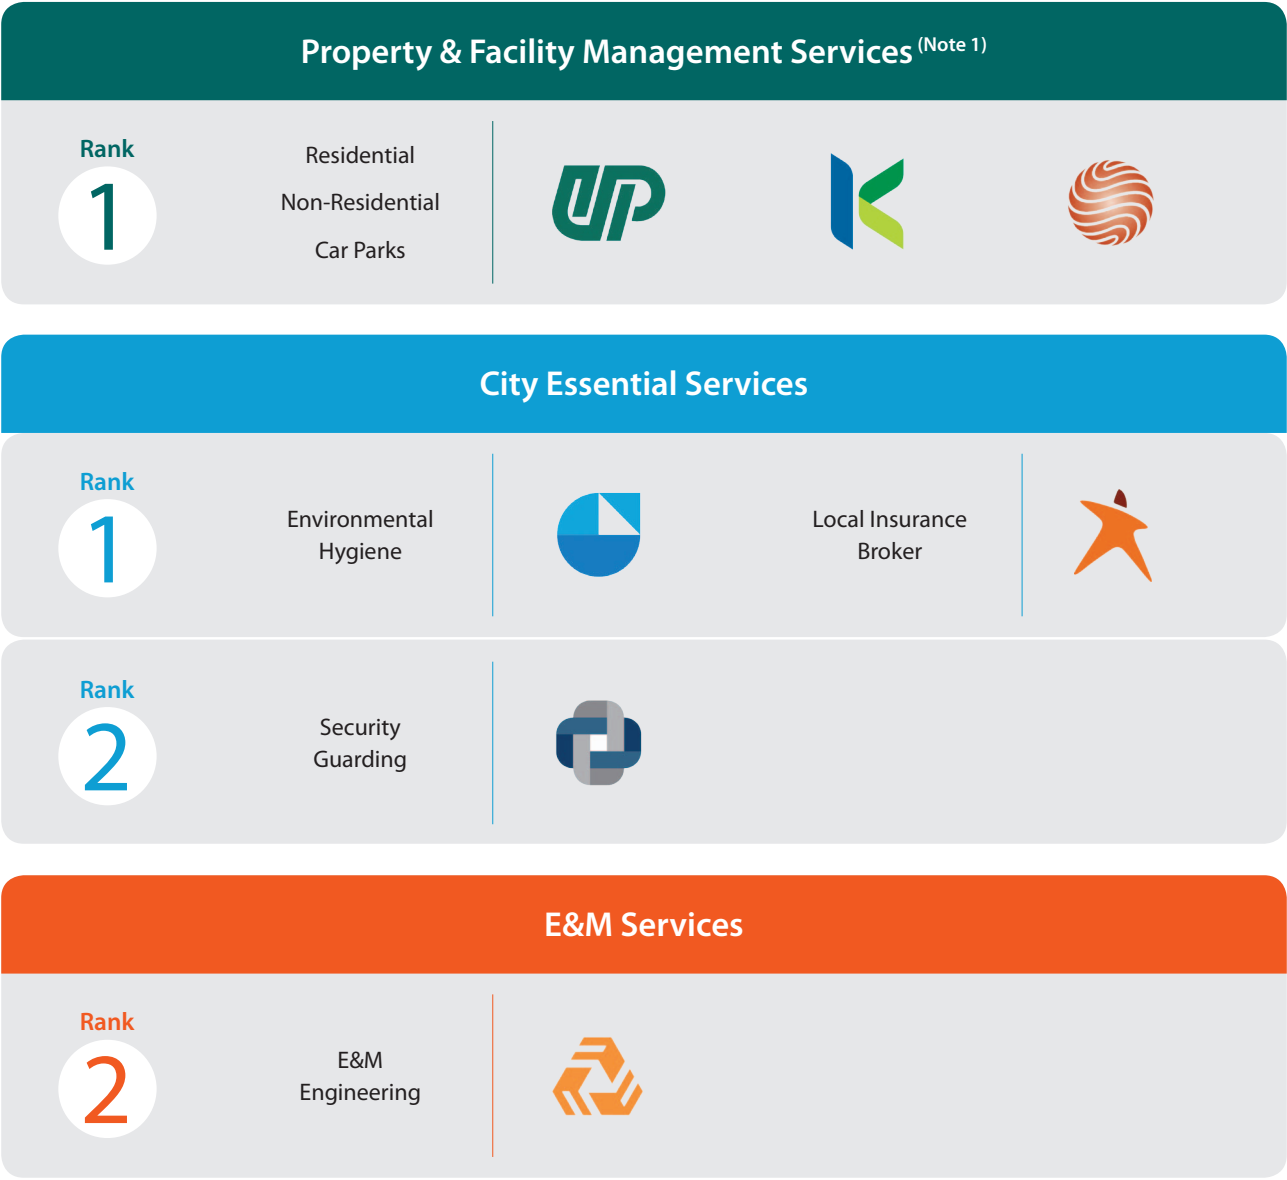 Property & Facility Management Services (Note 1)
Rank
1
Residential
Non-Residential
Car Parks
UP
City Essential Services
Rank
1
Environmental
Hygiene
Local Insurance
Broker
Rank
2
Security
Guarding
E&M Services
Rank
2
E&M
Engineering